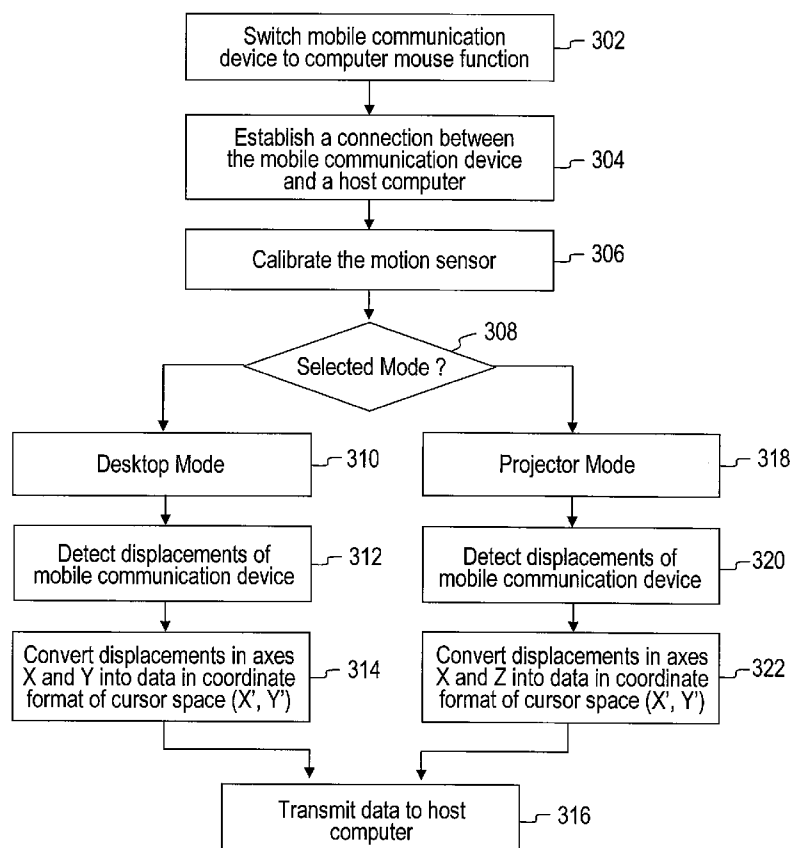 Switch mobile communication
device to computer mouse function
302
Establish a connection between
the mobile communication device
and a host computer
304
Calibrate the motion sensor
306
308
Selected Mode ?
Desktop Mode
310
Projector Mode
318
Detect displacements of
mobile communication device
312
Detect displacements of
mobile communication device
320
Convert displacements in axes
X and Y into data in coordinate
format of cursor space (X', Y')
314
Convert displacements in axes
X and Z into data in coordinate
format of cursor space (X', Y')
322
Transmit data to host
computer
316